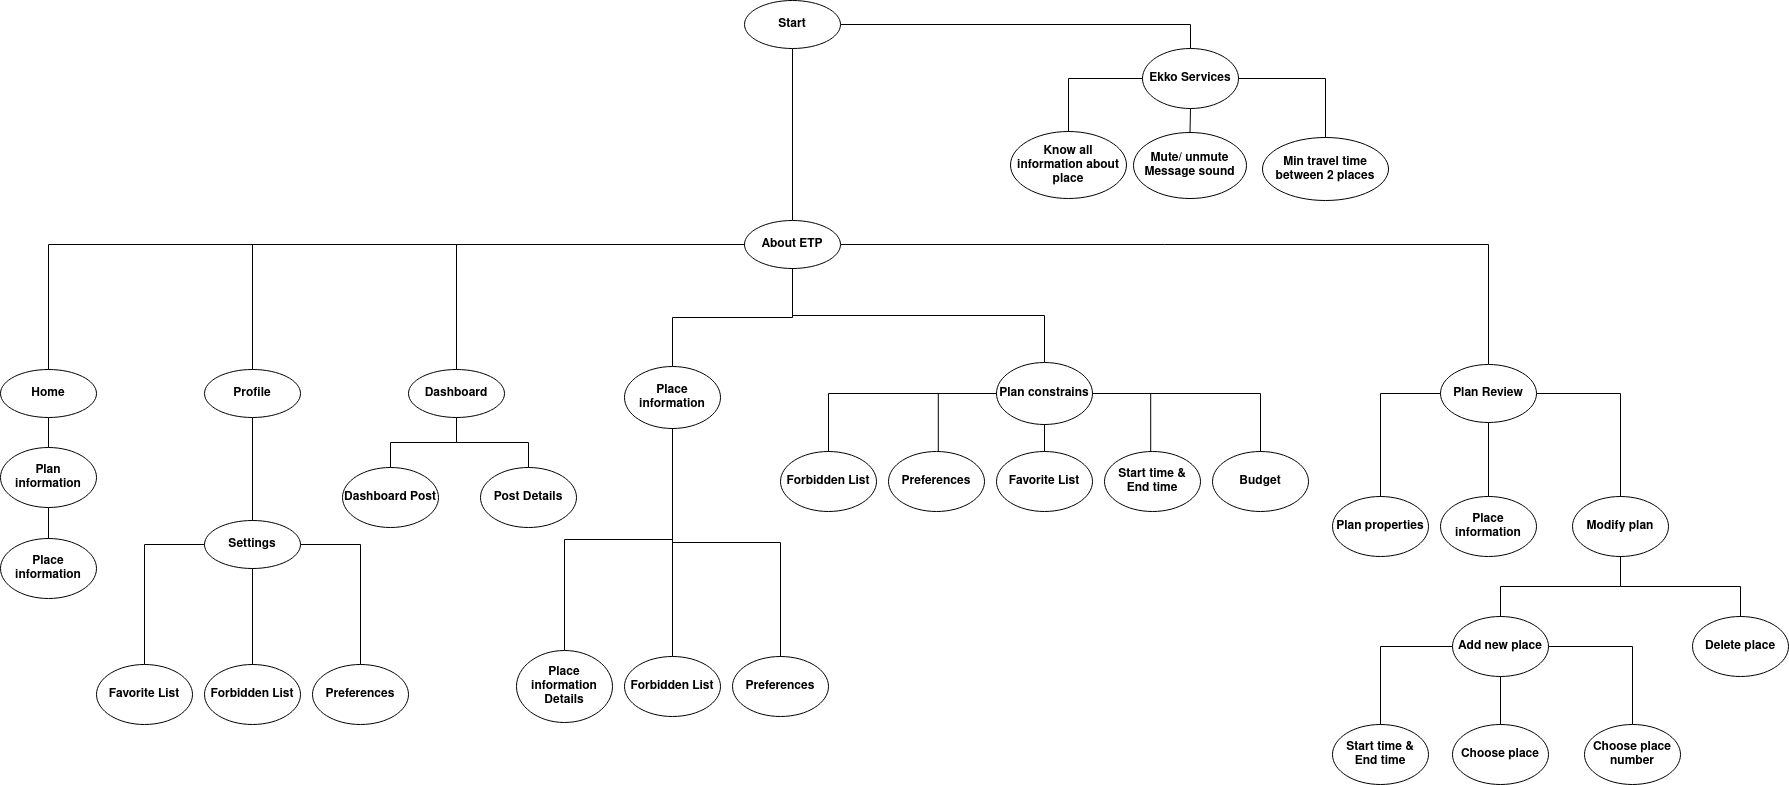 Start
Ekko Services
Know all
information about
place
Mute/ unmute
Message sound
Min travel time
between 2 places
About ETP
Home
Profile
Dashboard
Place
information
Plan constrains
Plan Review
Plan
information
Dashboard Post
Post Details
Forbidden List
Preferences
Favorite List
Start time &
End time
Budget
Plan properties
Place
information
Modify plan
Place
information
Settings
Add new place
Delete place
Favorite List
Forbidden List
Preferences
Place
information
Details
Forbidden List
Preferences
Start time &
End time
Choose place
Choose place
number